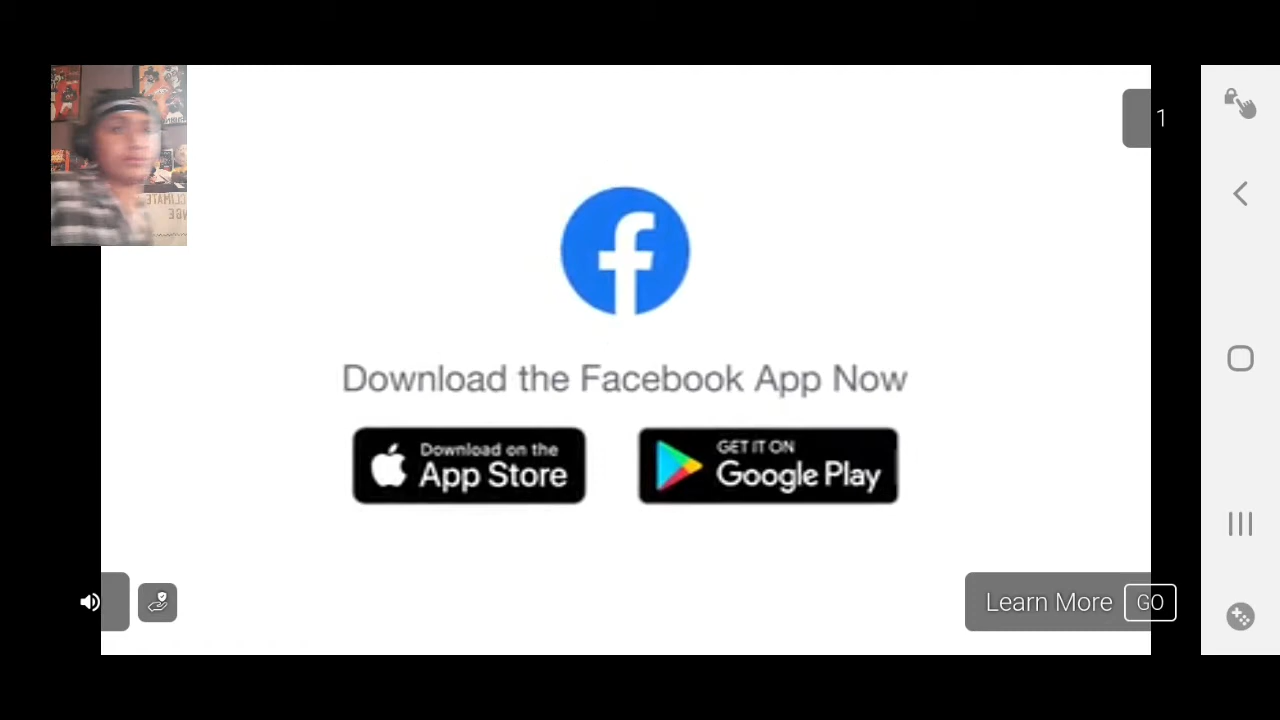 1
Download the Facebook App Now
Download on the
App Store
GET IT ON
Google Play
Learn More GO
CLIMATE